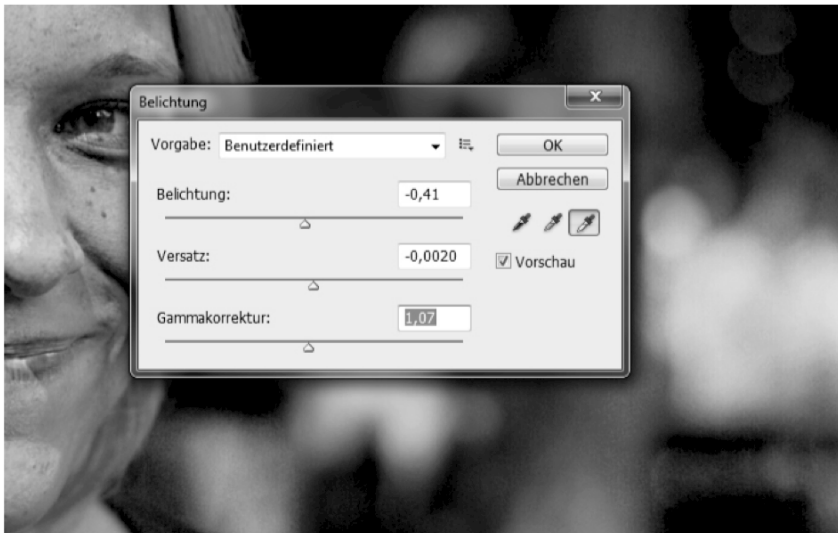 Belichtung
Vorgabe: Benutzerdefiniert
OK
Abbrechen
Belichtung: -0,41
Versatz: -0,0020
Vorschau
Gammakorrektur: 1,07